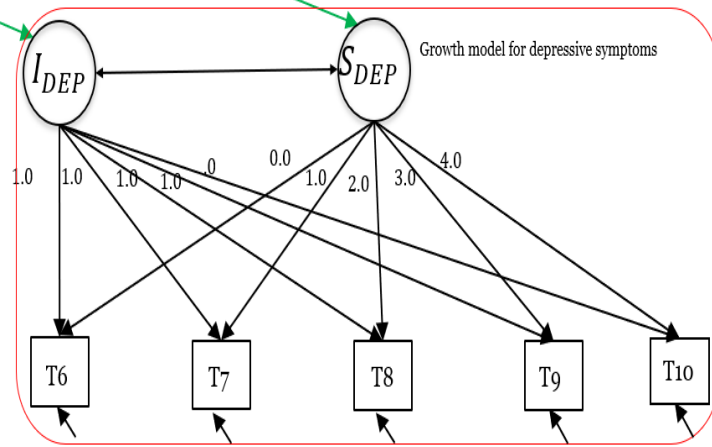 I_DEP
S_DEP
Growth model for depressive symptoms
1.0
1.0
1.0
1.0
.0
0.0
1.0
2.0
3.0
4.0
T6
T7
T8
T9
T10